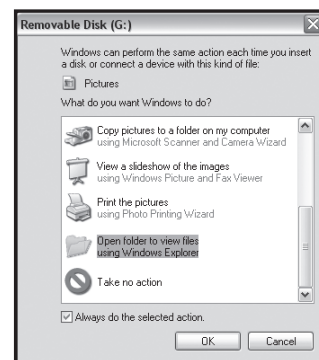 Removable Disk (G:)
Windows can perform the same action each time you insert
a disk or connect a device with this kind of file:
Pictures
What do you want Windows to do?
Copy pictures to a folder on my computer
using Microsoft Scanner and Camera Wizard
View a slideshow of the images
using Windows Picture and Fax Viewer
Print the pictures
using Photo Printing Wizard
Open folder to view files
using Windows Explorer
Take no action
Always do the selected action.
OK
Cancel